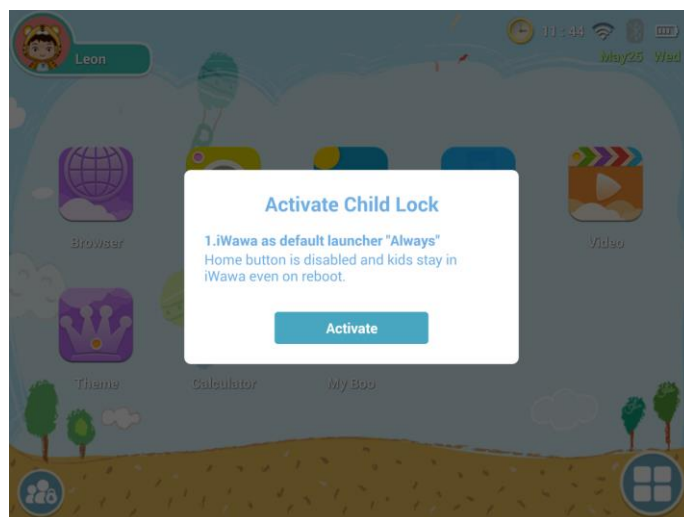 Leon
11:44
May25 Wed
Browser
Video
Activate Child Lock
1.iWawa as default launcher "Always"
Home button is disabled and kids stay in
iWawa even on reboot.
Activate
Theme
Calculator
My Boo